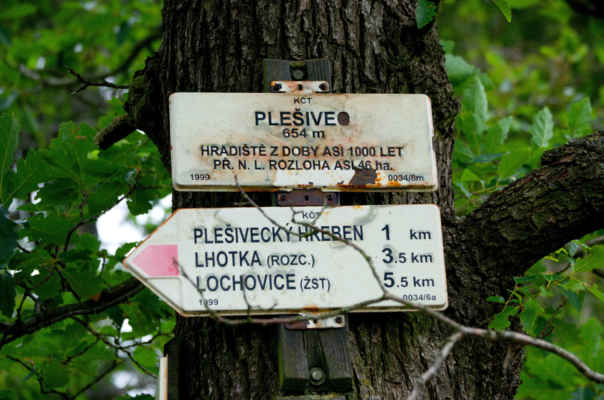 KČT
PLEŠIVEC
654 m
HRADIŠTĚ Z DOBY ASI 1000 LET
PŘ. N. L. ROZLOHA ASI 46 ha.
1999 0034/8m
KČT
PLEŠIVECKÝ HŘEBEN 1 km
LHOTKA (ROZC.) 3.5 km
LOCHOVICE (ŽST) 5.5 km
1999 0034/6a